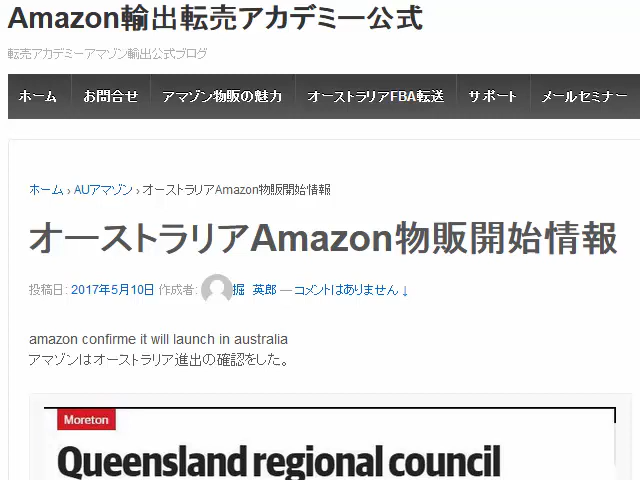 Amazon輸出転売アカデミー公式
転売アカデミーアマゾン輸出公式ブログ
ホーム お問合せ アマゾン物販の魅力 オーストラリアFBA転送 サポート メールセミナー
ホーム › AUアマゾン › オーストラリアAmazon物販開始情報
オーストラリアAmazon物販開始情報
投稿日: 2017年5月10日 作成者: 掘 英郎 — コメントはありません ↓
amazon confirme it will launch in australia
アマゾンはオーストラリア進出の確認をした。
Moreton
Queensland regional council